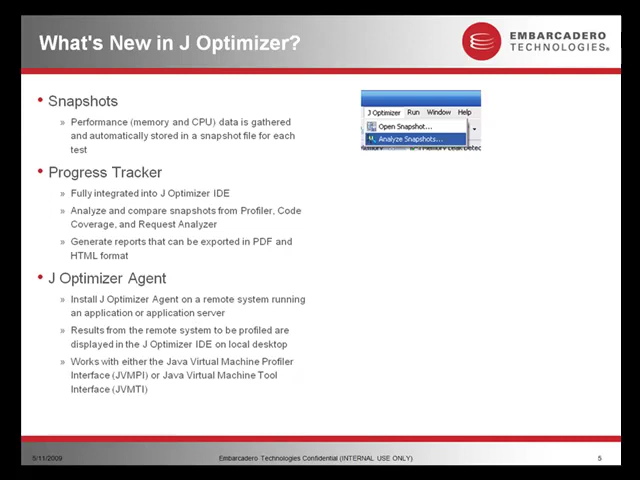 What's New in J Optimizer?
EMBARCADERO
TECHNOLOGIES®
• Snapshots
» Performance (memory and CPU) data is gathered
and automatically stored in a snapshot file for each
test
• Progress Tracker
» Fully integrated into J Optimizer IDE
» Analyze and compare snapshots from Profiler, Code
Coverage, and Request Analyzer
» Generate reports that can be exported in PDF and
HTML format
• J Optimizer Agent
» Install J Optimizer Agent on a remote system running
an application or application server
» Results from the remote system to be profiled are
displayed in the J Optimizer IDE on local desktop
» Works with either the Java Virtual Machine Profiler
Interface (JVMPI) or Java Virtual Machine Tool
Interface (JVMTI)
J Optimizer Run Window Help
Open Snapshot...
Analyze Snapshots...
5/11/2009
Embarcadero Technologies Confidential (INTERNAL USE ONLY)
5